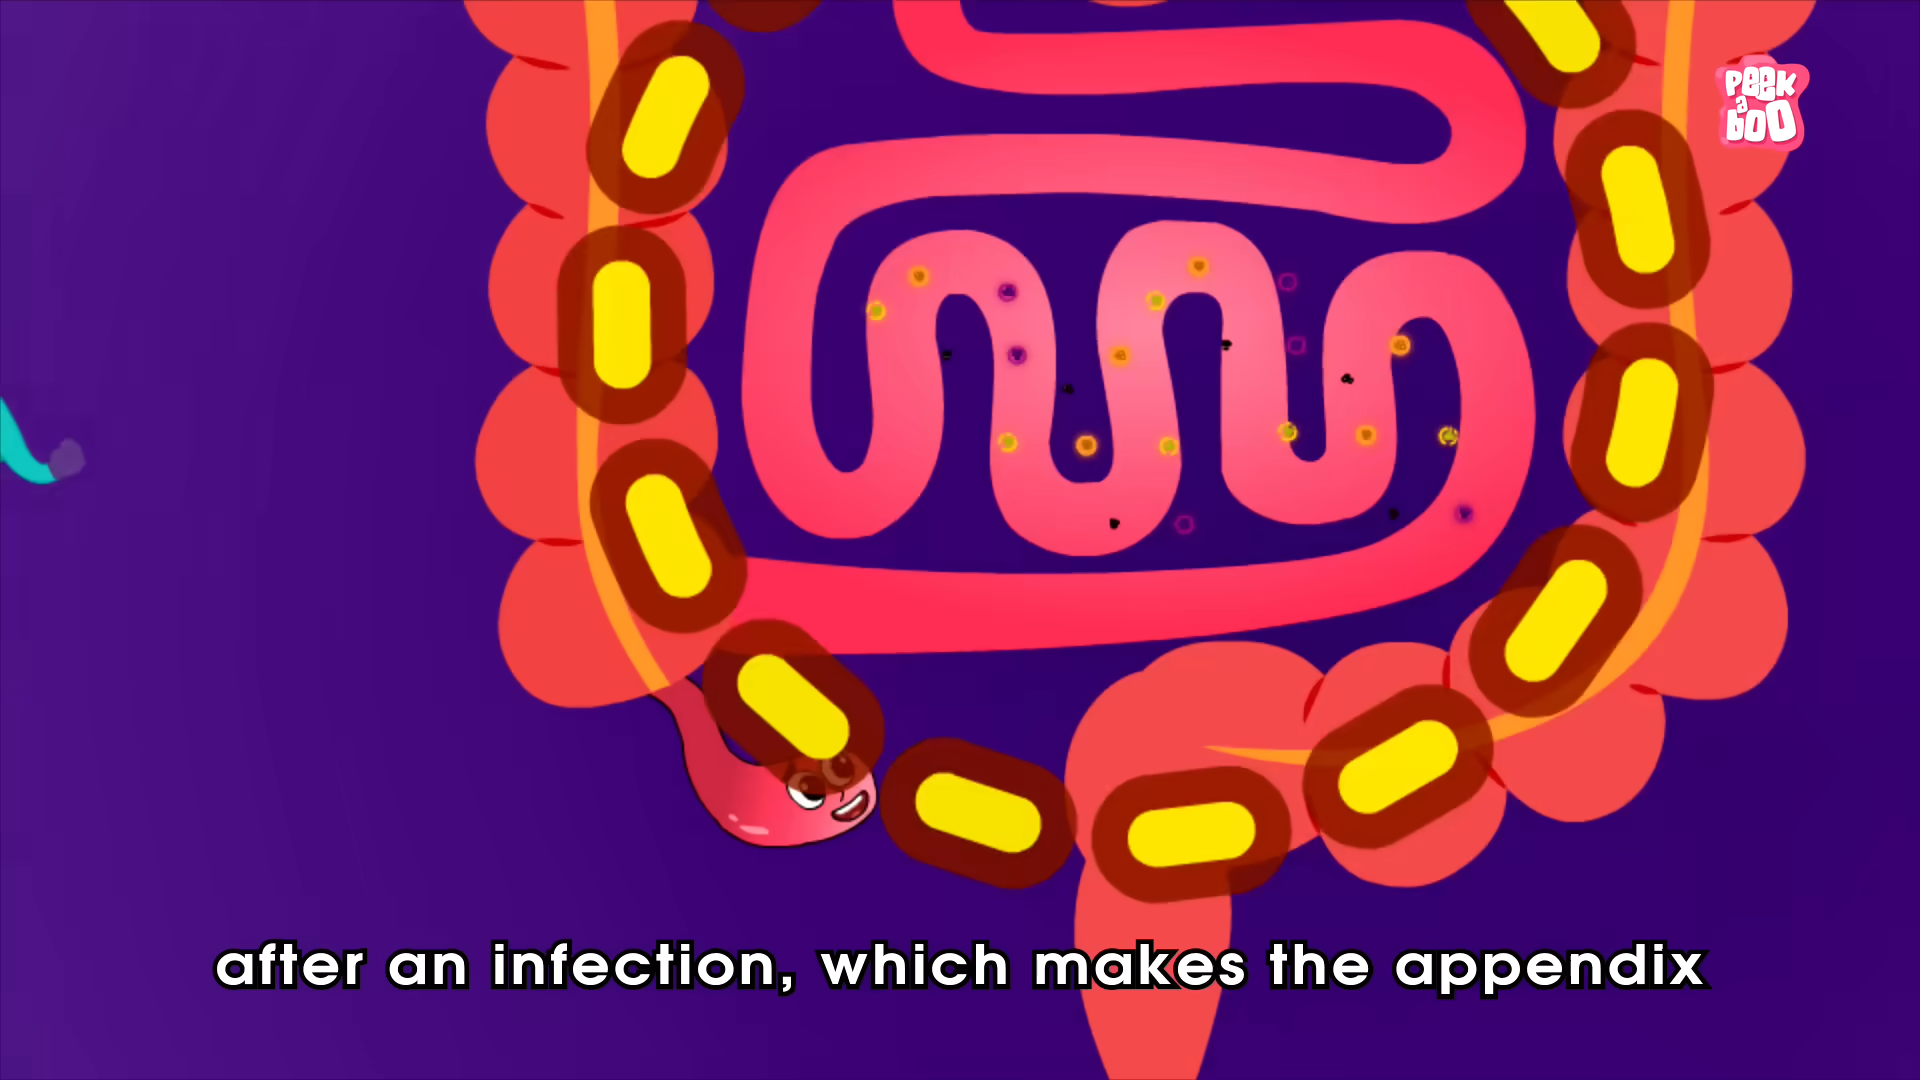 PEEK
a
boo
after an infection, which makes the appendix